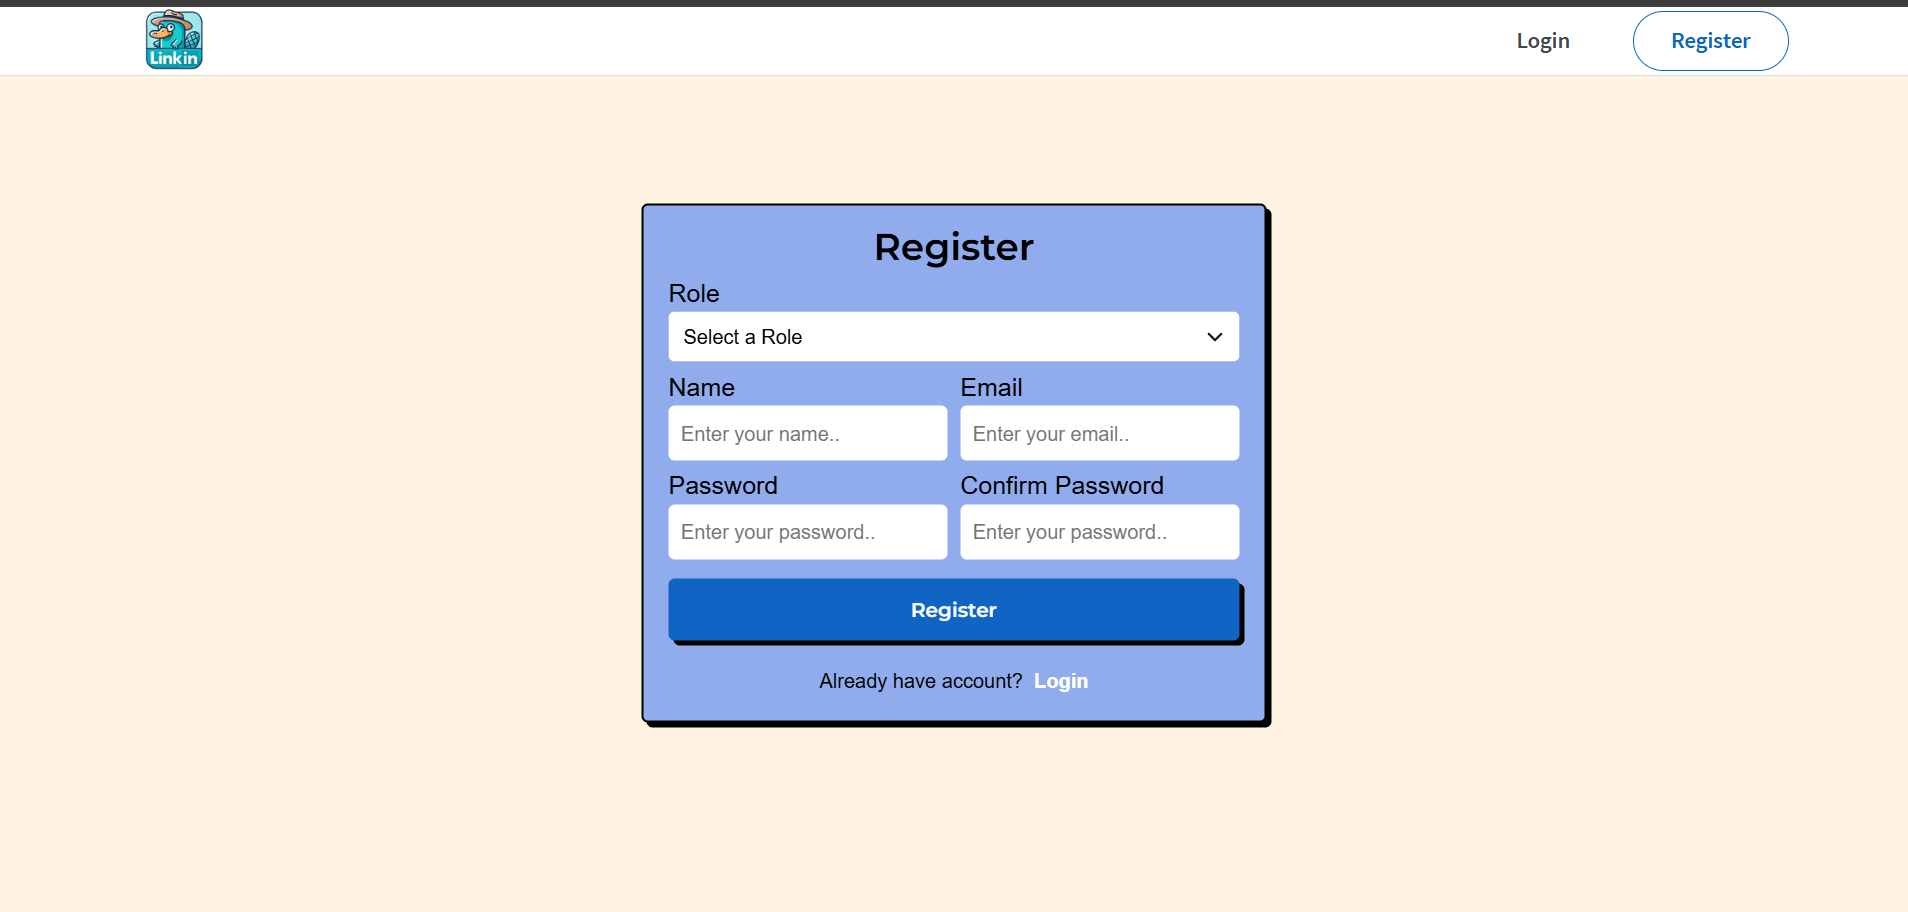 Linkin
Login
Register
Register
Role
Select a Role
Name
Email
Enter your name..
Enter your email..
Password
Confirm Password
Enter your password..
Enter your password..
Register
Already have account? Login